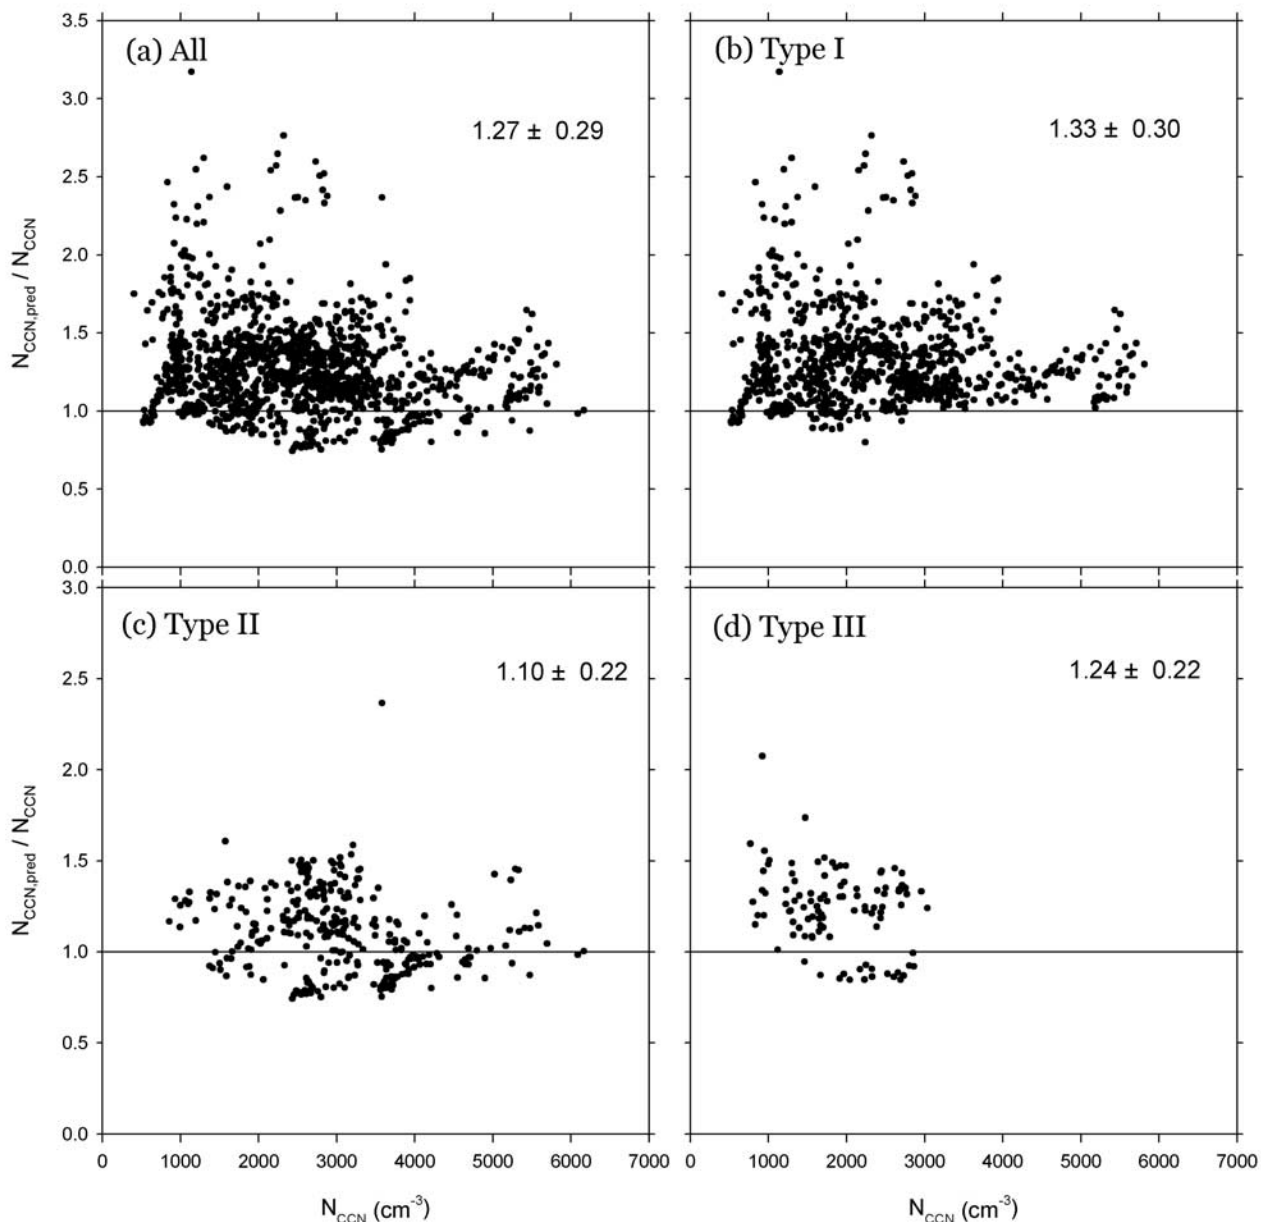 (a) All
(b) Type I
1.27 ± 0.29
1.33 ± 0.30
3.5
3.0
2.5
2.0
1.5
1.0
0.5
0.0
N_CCN,pred / N_CCN
(c) Type II
(d) Type III
1.10 ± 0.22
1.24 ± 0.22
3.0
2.5
2.0
1.5
1.0
0.5
0.0
N_CCN,pred / N_CCN
0 1000 2000 3000 4000 5000 6000 7000
0 1000 2000 3000 4000 5000 6000 7000
N_CCN (cm⁻³)
N_CCN (cm⁻³)